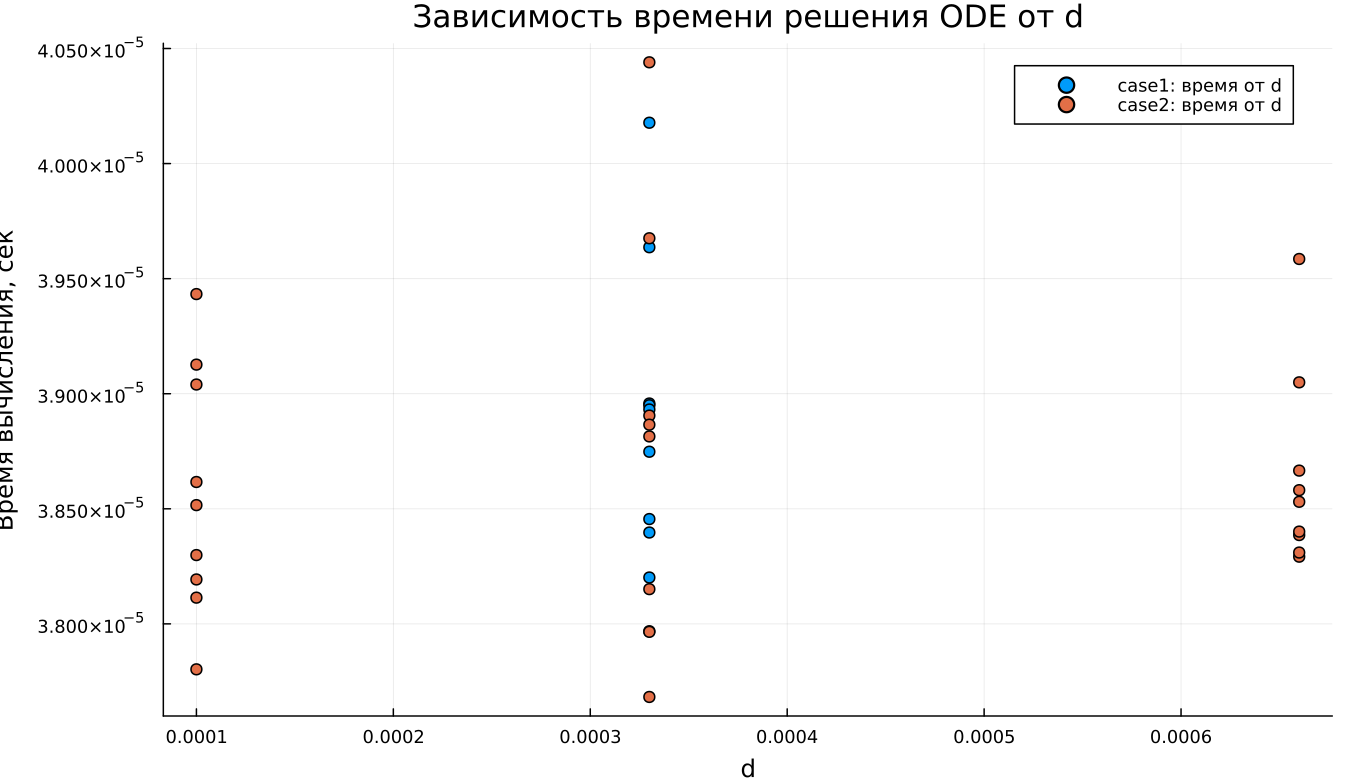 Зависимость времени решения ODE от d
case1: время от d
case2: время от d
Время вычисления, сек
4.050×10⁻⁵
4.000×10⁻⁵
3.950×10⁻⁵
3.900×10⁻⁵
3.850×10⁻⁵
3.800×10⁻⁵
0.0001 0.0002 0.0003 0.0004 0.0005 0.0006
d